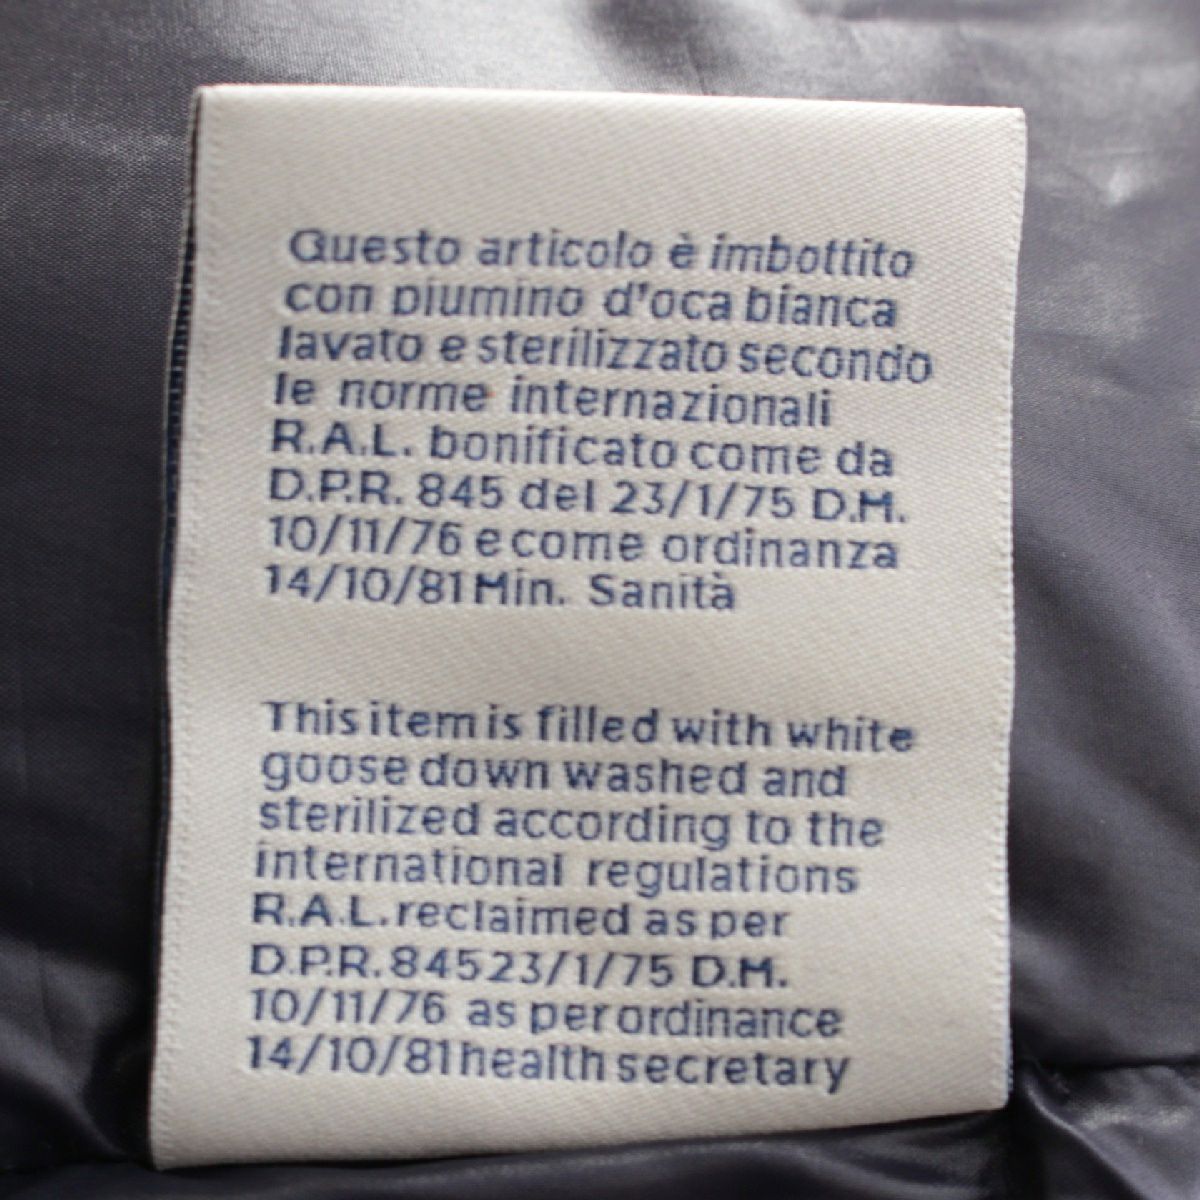 Questo articolo è imbottito
con piumino d'oca bianca
lavato e sterilizzato secondo
le norme internazionali
R.A.L. bonificato come da
D.P.R. 845 del 23/1/75 D.M.
10/11/76 e come ordinanza
14/10/81 Min. Sanità
This item is filled with white
goose down washed and
sterilized according to the
international regulations
R.A.L. reclaimed as per
D.P.R. 845 23/1/75 D.M.
10/11/76 as per ordinance
14/10/81 health secretary